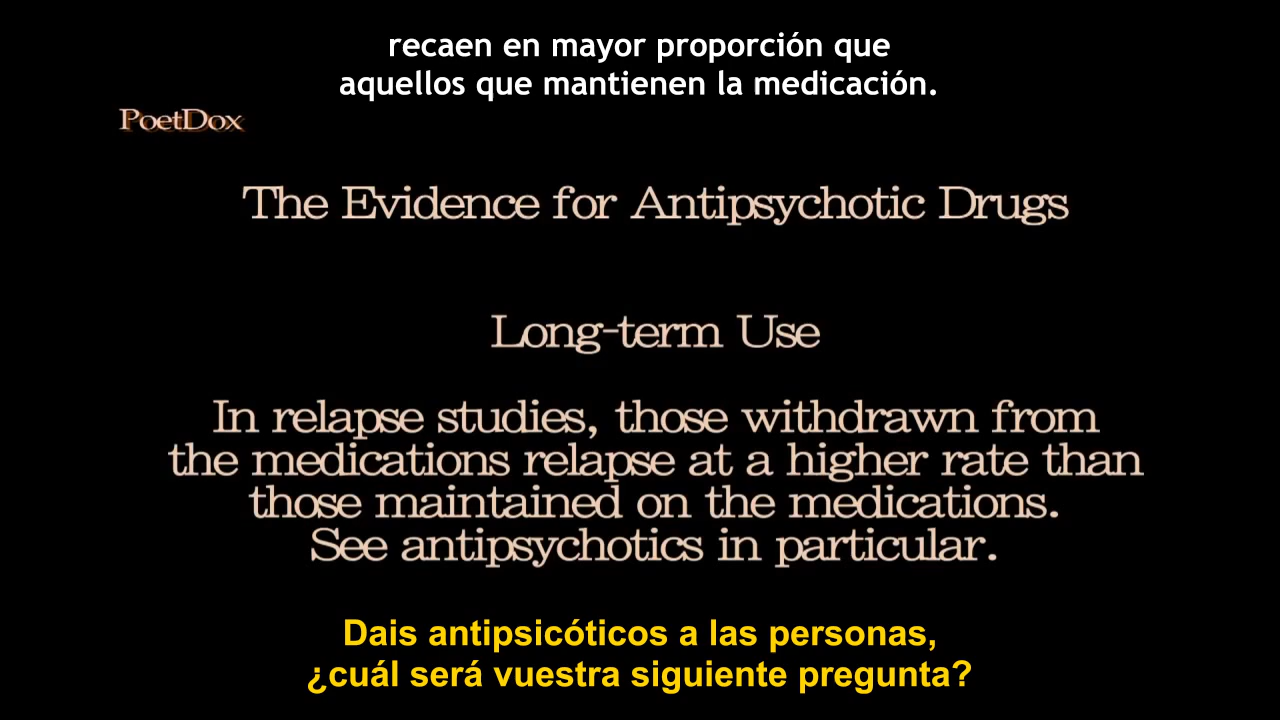 recaen en mayor proporción que
aquellos que mantienen la medicación.
PoetDox
The Evidence for Antipsychotic Drugs
Long-term Use
In relapse studies, those withdrawn from
the medications relapse at a higher rate than
those maintained on the medications.
See antipsychotics in particular.
Dais antipsicóticos a las personas,
¿cuál será vuestra siguiente pregunta?